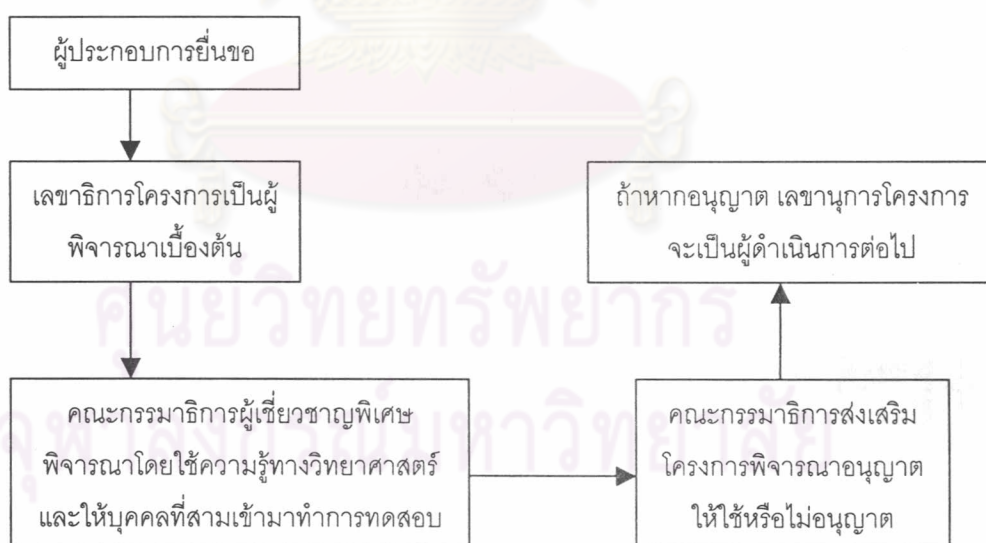 ผู้ประกอบการยื่นขอ
เลขาธิการโครงการเป็นผู้
พิจารณาเบื้องต้น
คณะกรรมาธิการผู้เชี่ยวชาญพิเศษ
พิจารณาโดยใช้ความรู้ทางวิทยาศาสตร์
และให้บุคคลที่สามเข้ามาทำการทดสอบ
คณะกรรมาธิการส่งเสริม
โครงการพิจารณาอนุญาต
ให้ใช้หรือไม่อนุญาต
ถ้าหากอนุญาต เลขานุการโครงการ
จะเป็นผู้ดำเนินการต่อไป
ศูนย์วิทยทรัพยากร
จุฬาลงกรณ์มหาวิทยาลัย